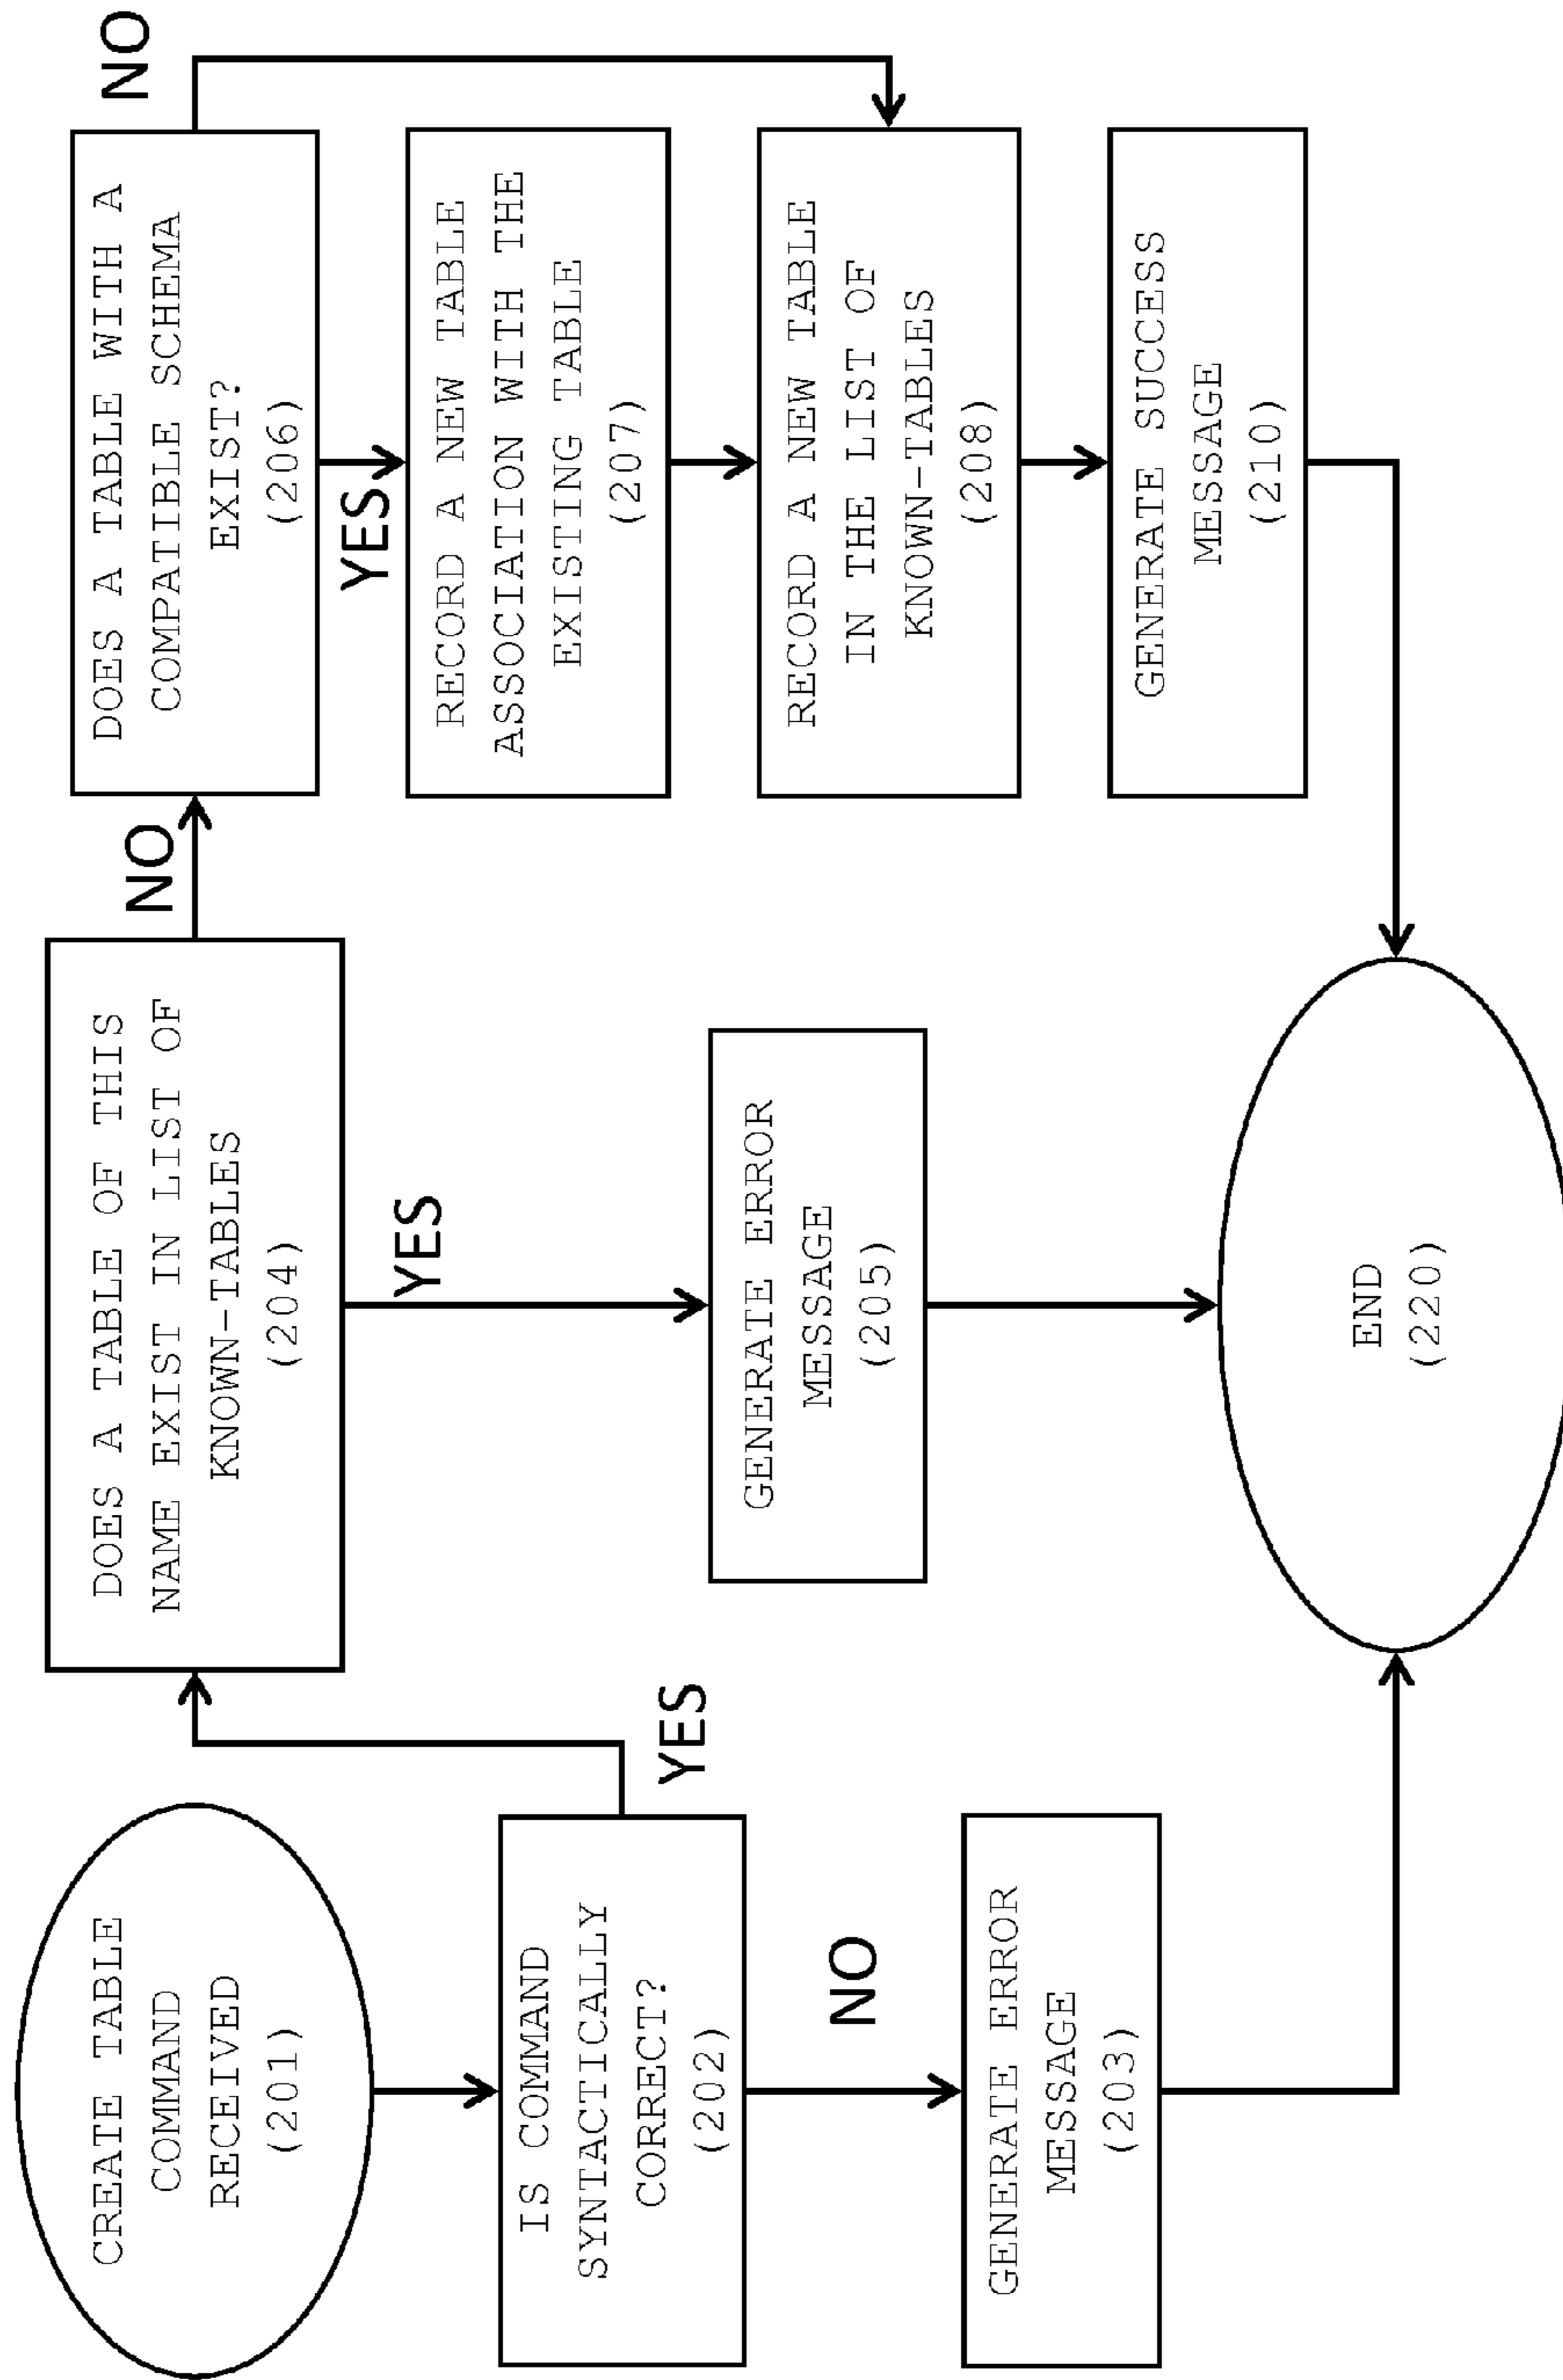 CREATE TABLE
COMMAND
RECEIVED
(201)
IS COMMAND
SYNTACTICALLY
CORRECT?
(202)
YES
NO
GENERATE ERROR
MESSAGE
(203)
DOES A TABLE OF THIS
NAME EXIST IN LIST OF
KNOWN-TABLES
(204)
NO
YES
GENERATE ERROR
MESSAGE
(205)
END
(220)
DOES A TABLE WITH A
COMPATIBLE SCHEMA
EXIST?
(206)
NO
YES
RECORD A NEW TABLE
ASSOCIATION WITH THE
EXISTING TABLE
(207)
RECORD A NEW TABLE
IN THE LIST OF
KNOWN-TABLES
(208)
GENERATE SUCCESS
MESSAGE
(210)